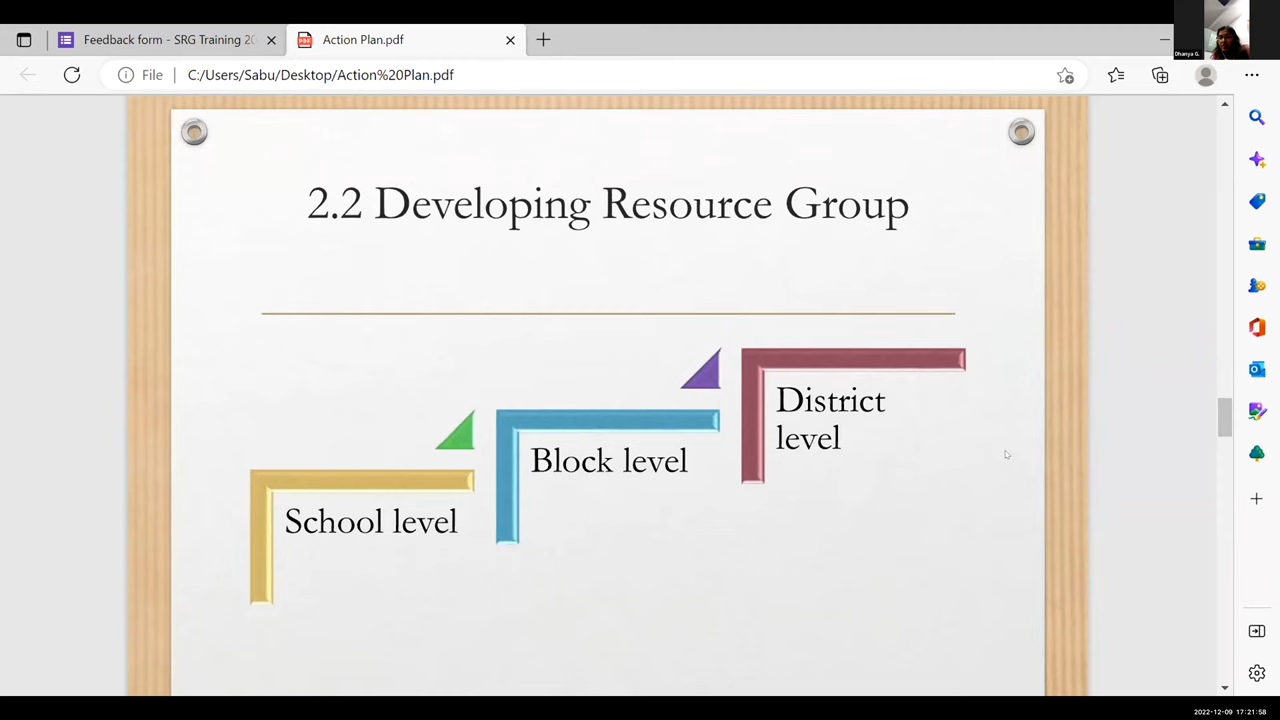 Feedback form - SRG Training 20
Action Plan.pdf
File
C:/Users/Sabu/Desktop/Action%20Plan.pdf
Dhanya G.
2.2 Developing Resource Group
District
level
Block level
School level
2022-12-09 17:21:58